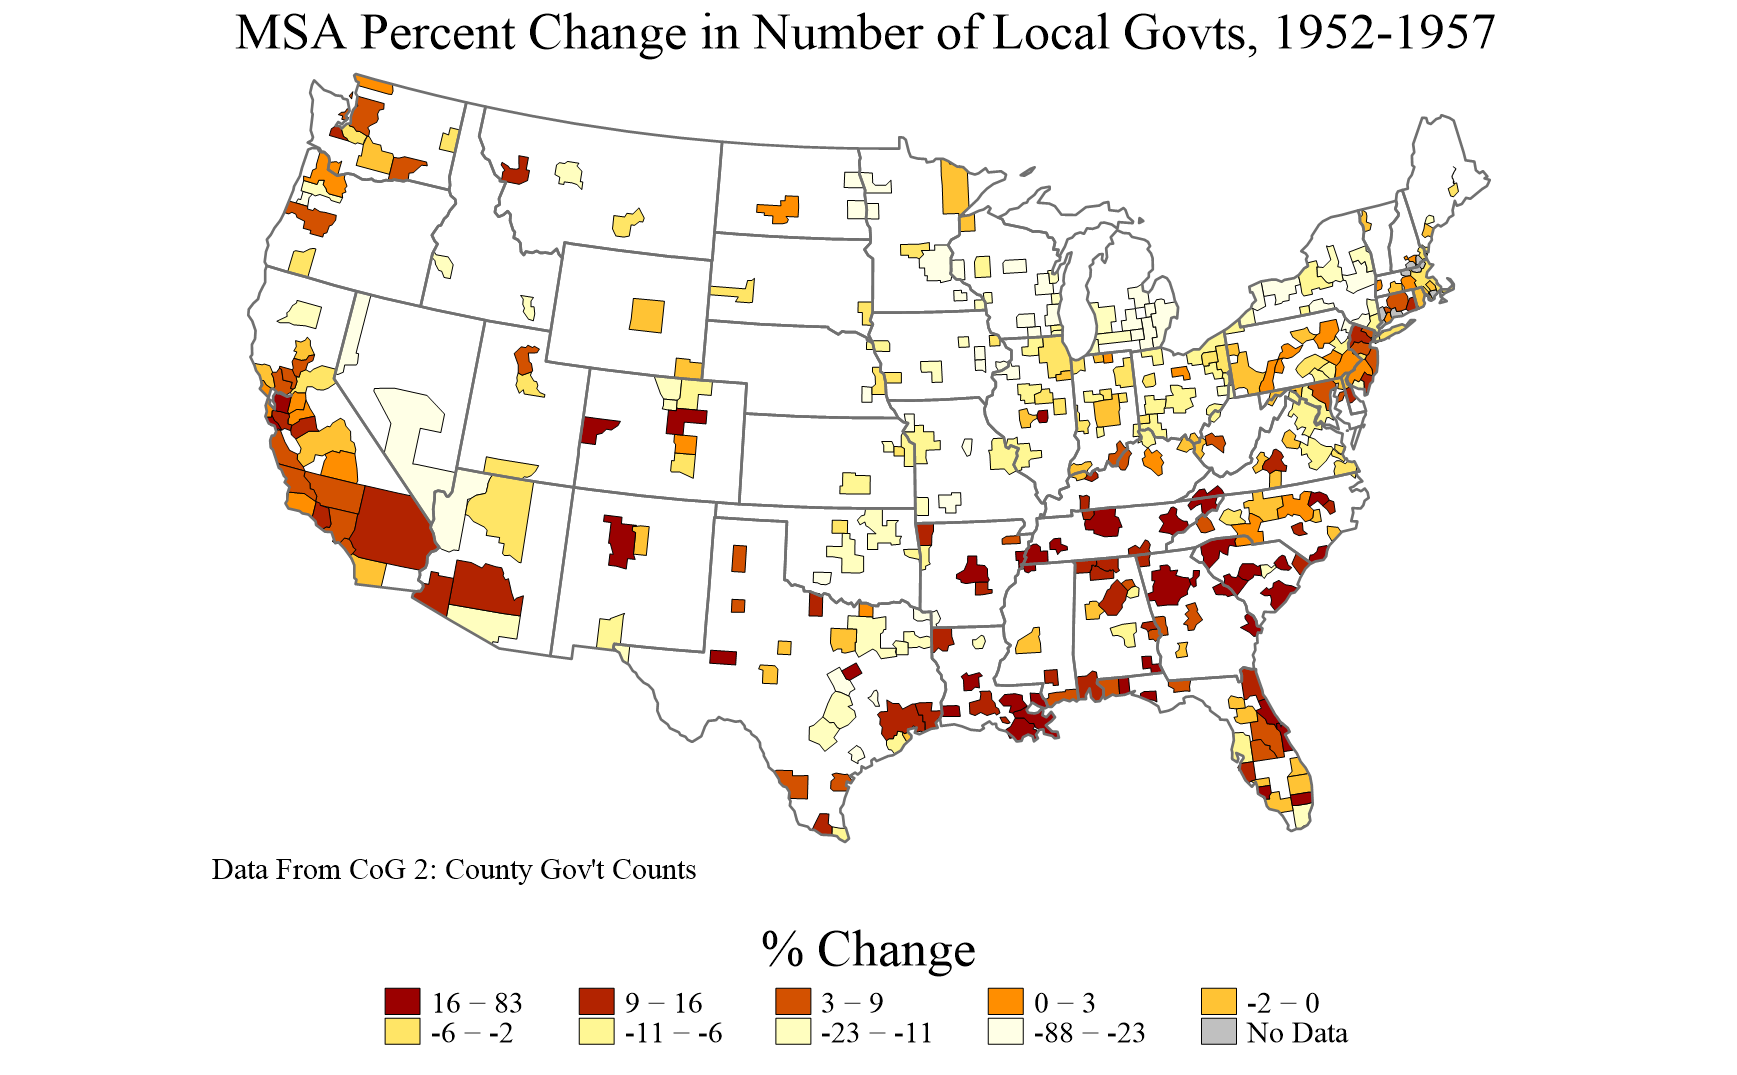 MSA Percent Change in Number of Local Govts, 1952-1957
Data From CoG 2: County Gov't Counts
% Change
16 − 83
9 − 16
3 − 9
0 − 3
-2 − 0
-6 − -2
-11 − -6
-23 − -11
-88 − -23
No Data